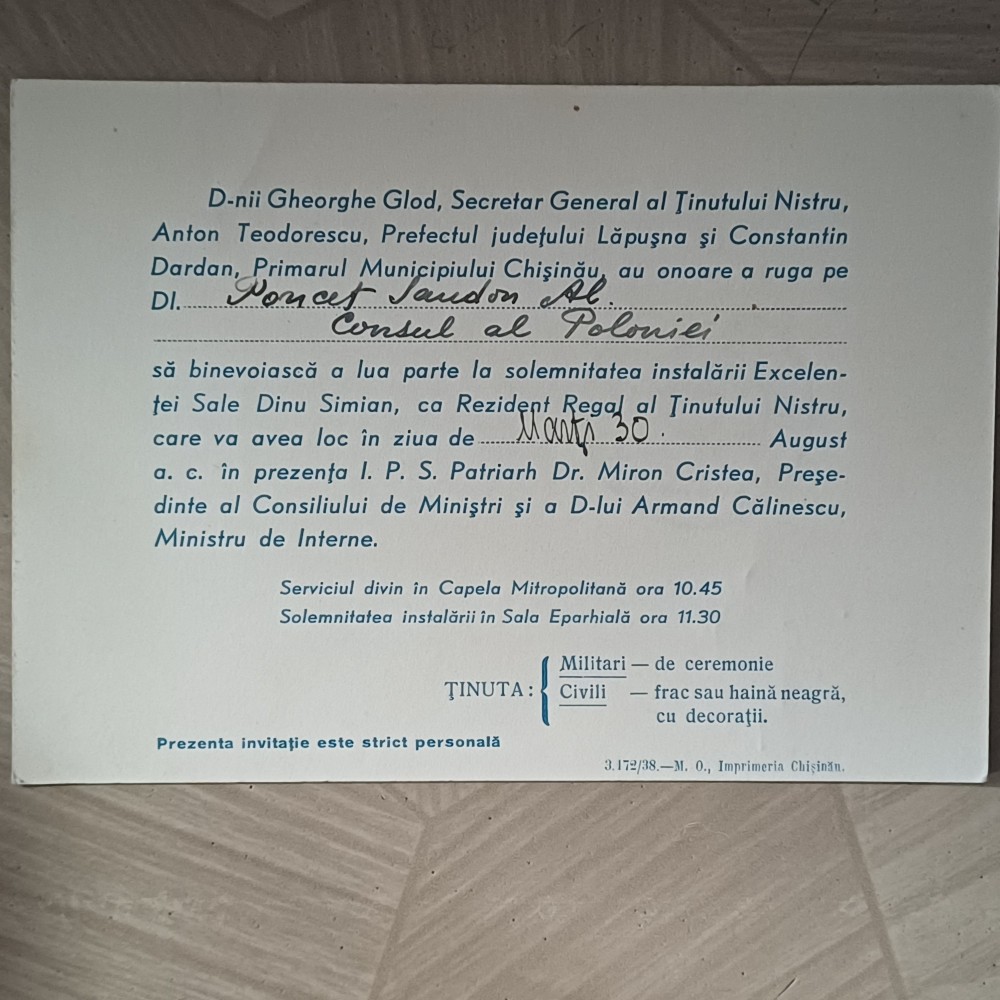 D-nii Gheorghe Glod, Secretar General al Ţinutului Nistru,
Anton Teodorescu, Prefectul judeţului Lăpuşna şi Constantin
Dardan, Primarul Municipiului Chişinău, au onoare a ruga pe
Dl. Poncet Sandon Al.
Consul al Poloniei
să binevoiască a lua parte la solemnitatea instalării Excelen-
ţei Sale Dinu Simian, ca Rezident Regal al Ţinutului Nistru,
care va avea loc în ziua de Marţi 30. August
a. c. în prezenţa I. P. S. Patriarh Dr. Miron Cristea, Preşe-
dinte al Consiliului de Miniştri şi a D-lui Armand Călinescu,
Ministru de Interne.
Serviciul divin în Capela Mitropolitană ora 10.45
Solemnitatea instalării în Sala Eparhială ora 11.30
ŢINUTA: Militari — de ceremonie
Civili — frac sau haină neagră,
cu decoraţii.
Prezenta invitaţie este strict personală
3.172/38.—M. O., Imprimeria Chişinău.